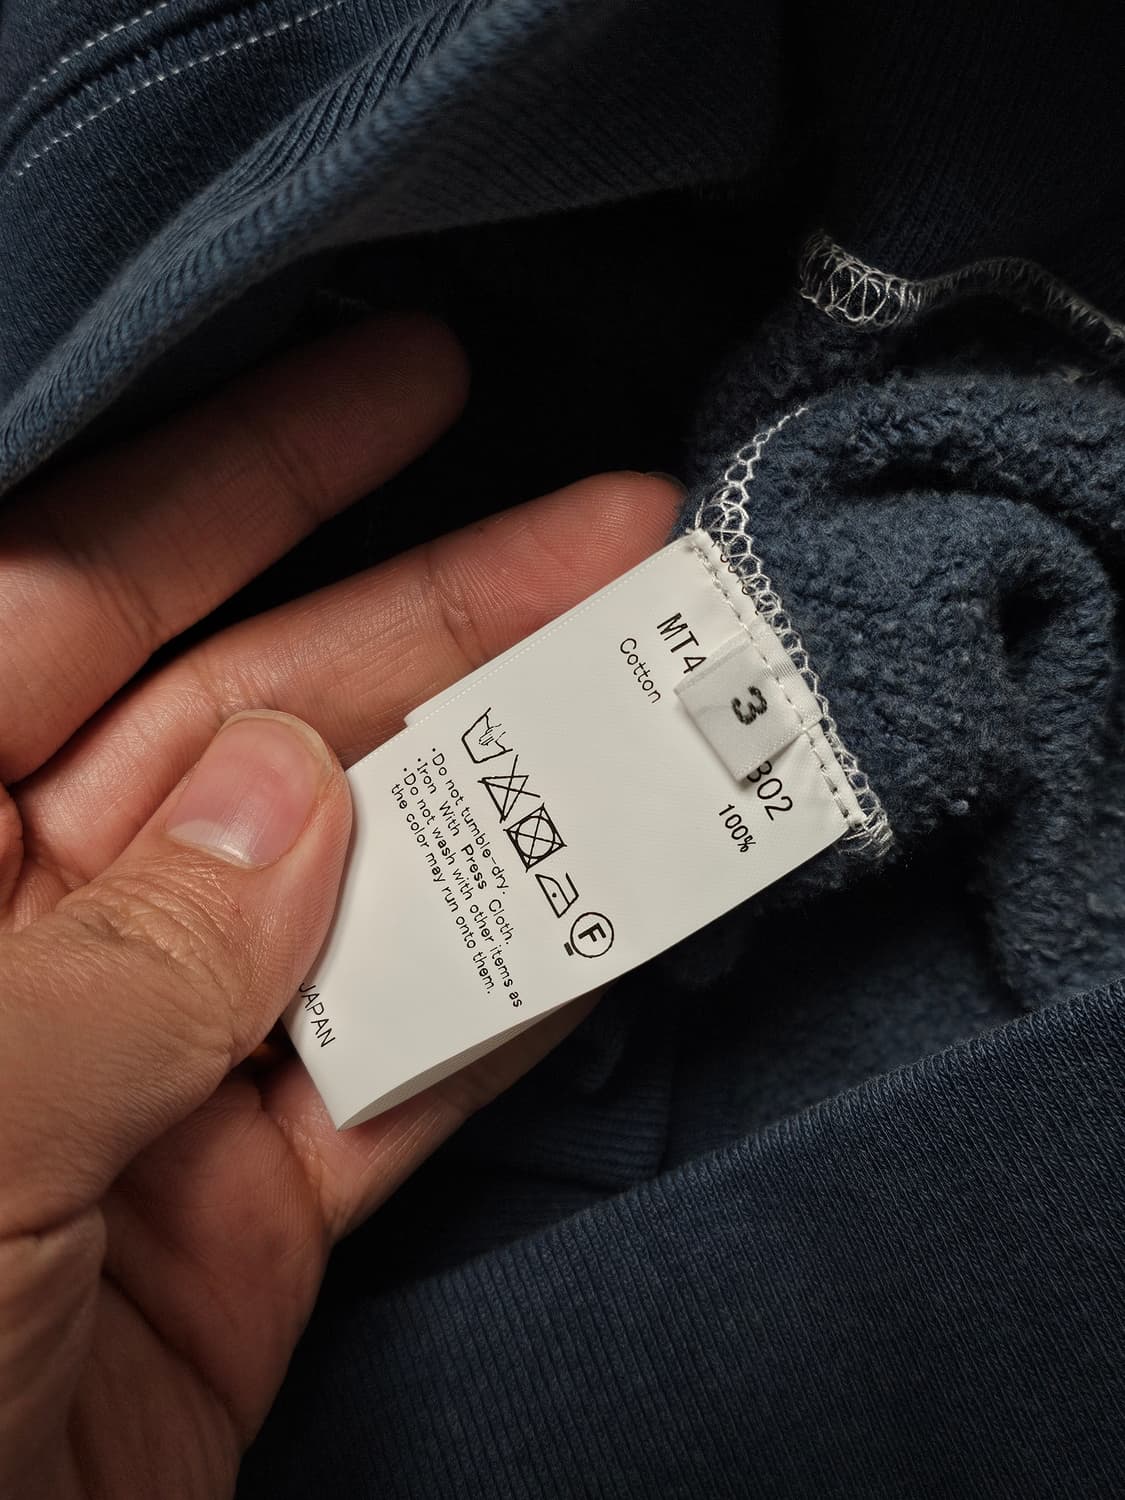 MT4
3
302
Cotton
100%
F
·Do not tumble-dry.
·Iron With Press Cloth.
·Do not wash with other items as
the color may run onto them.
JAPAN